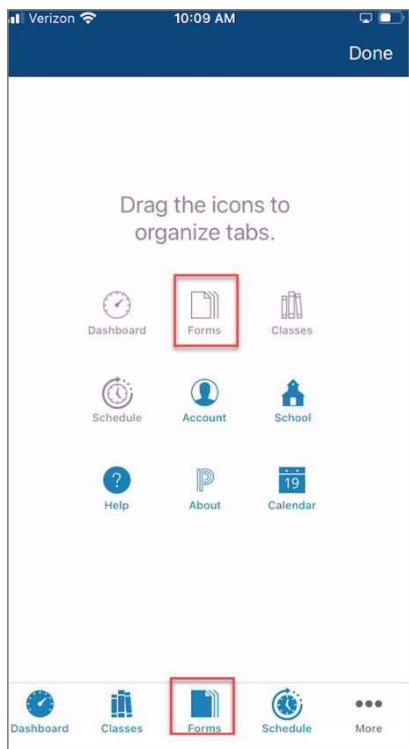 Verizon 10:09 AM
Done
Drag the icons to
organize tabs.
Dashboard Forms Classes
Schedule Account School
19
Help About Calendar
Dashboard Classes Forms Schedule More